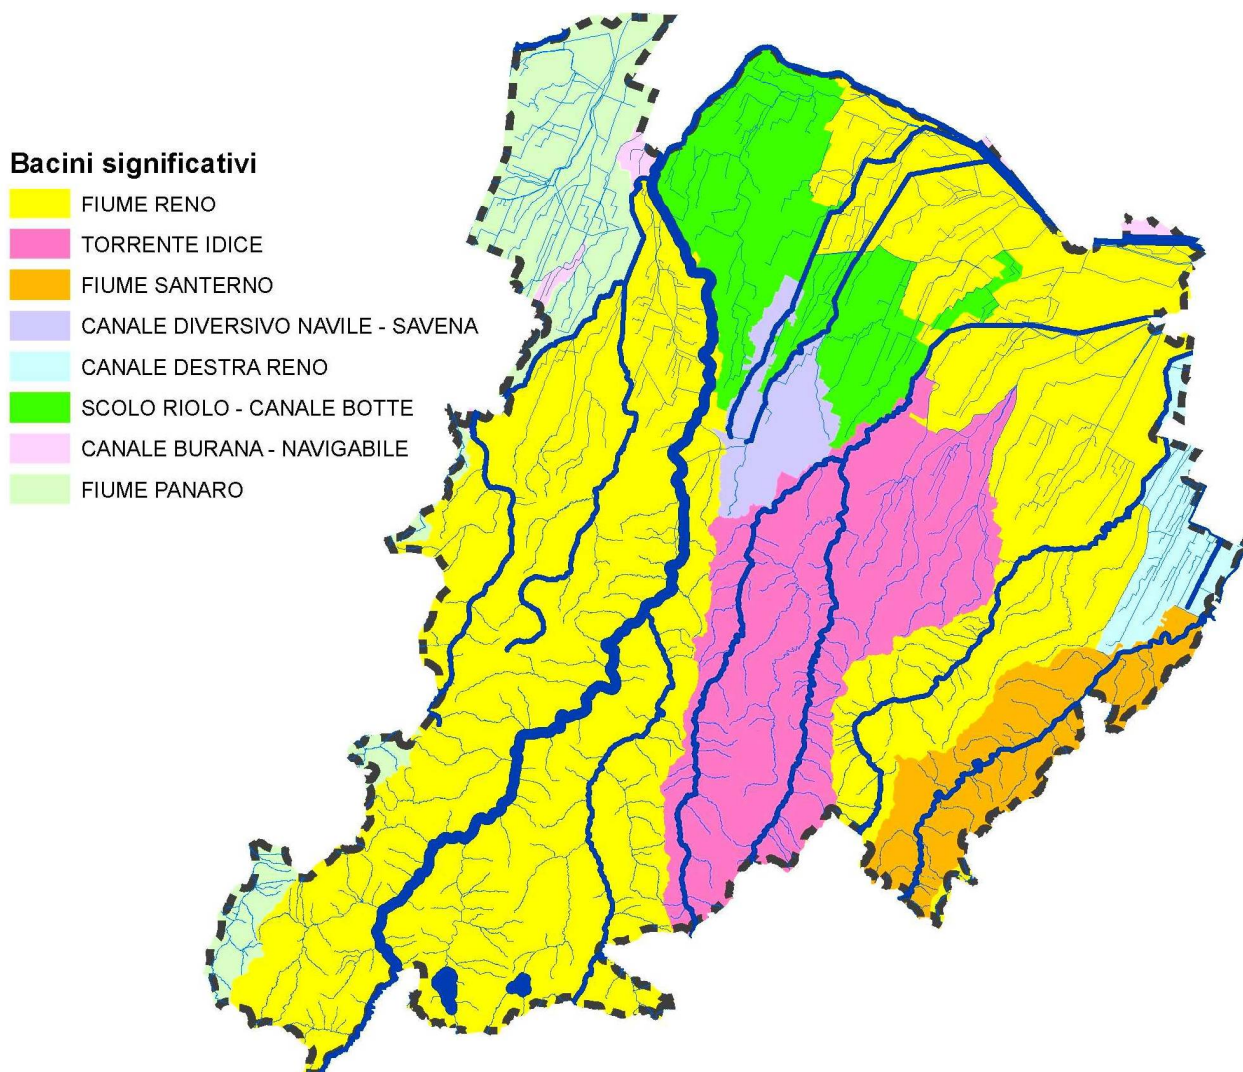 Bacini significativi
FIUME RENO
TORRENTE IDICE
FIUME SANTERNO
CANALE DIVERSIVO NAVILE - SAVENA
CANALE DESTRA RENO
SCOLO RIOLO - CANALE BOTTE
CANALE BURANA - NAVIGABILE
FIUME PANARO